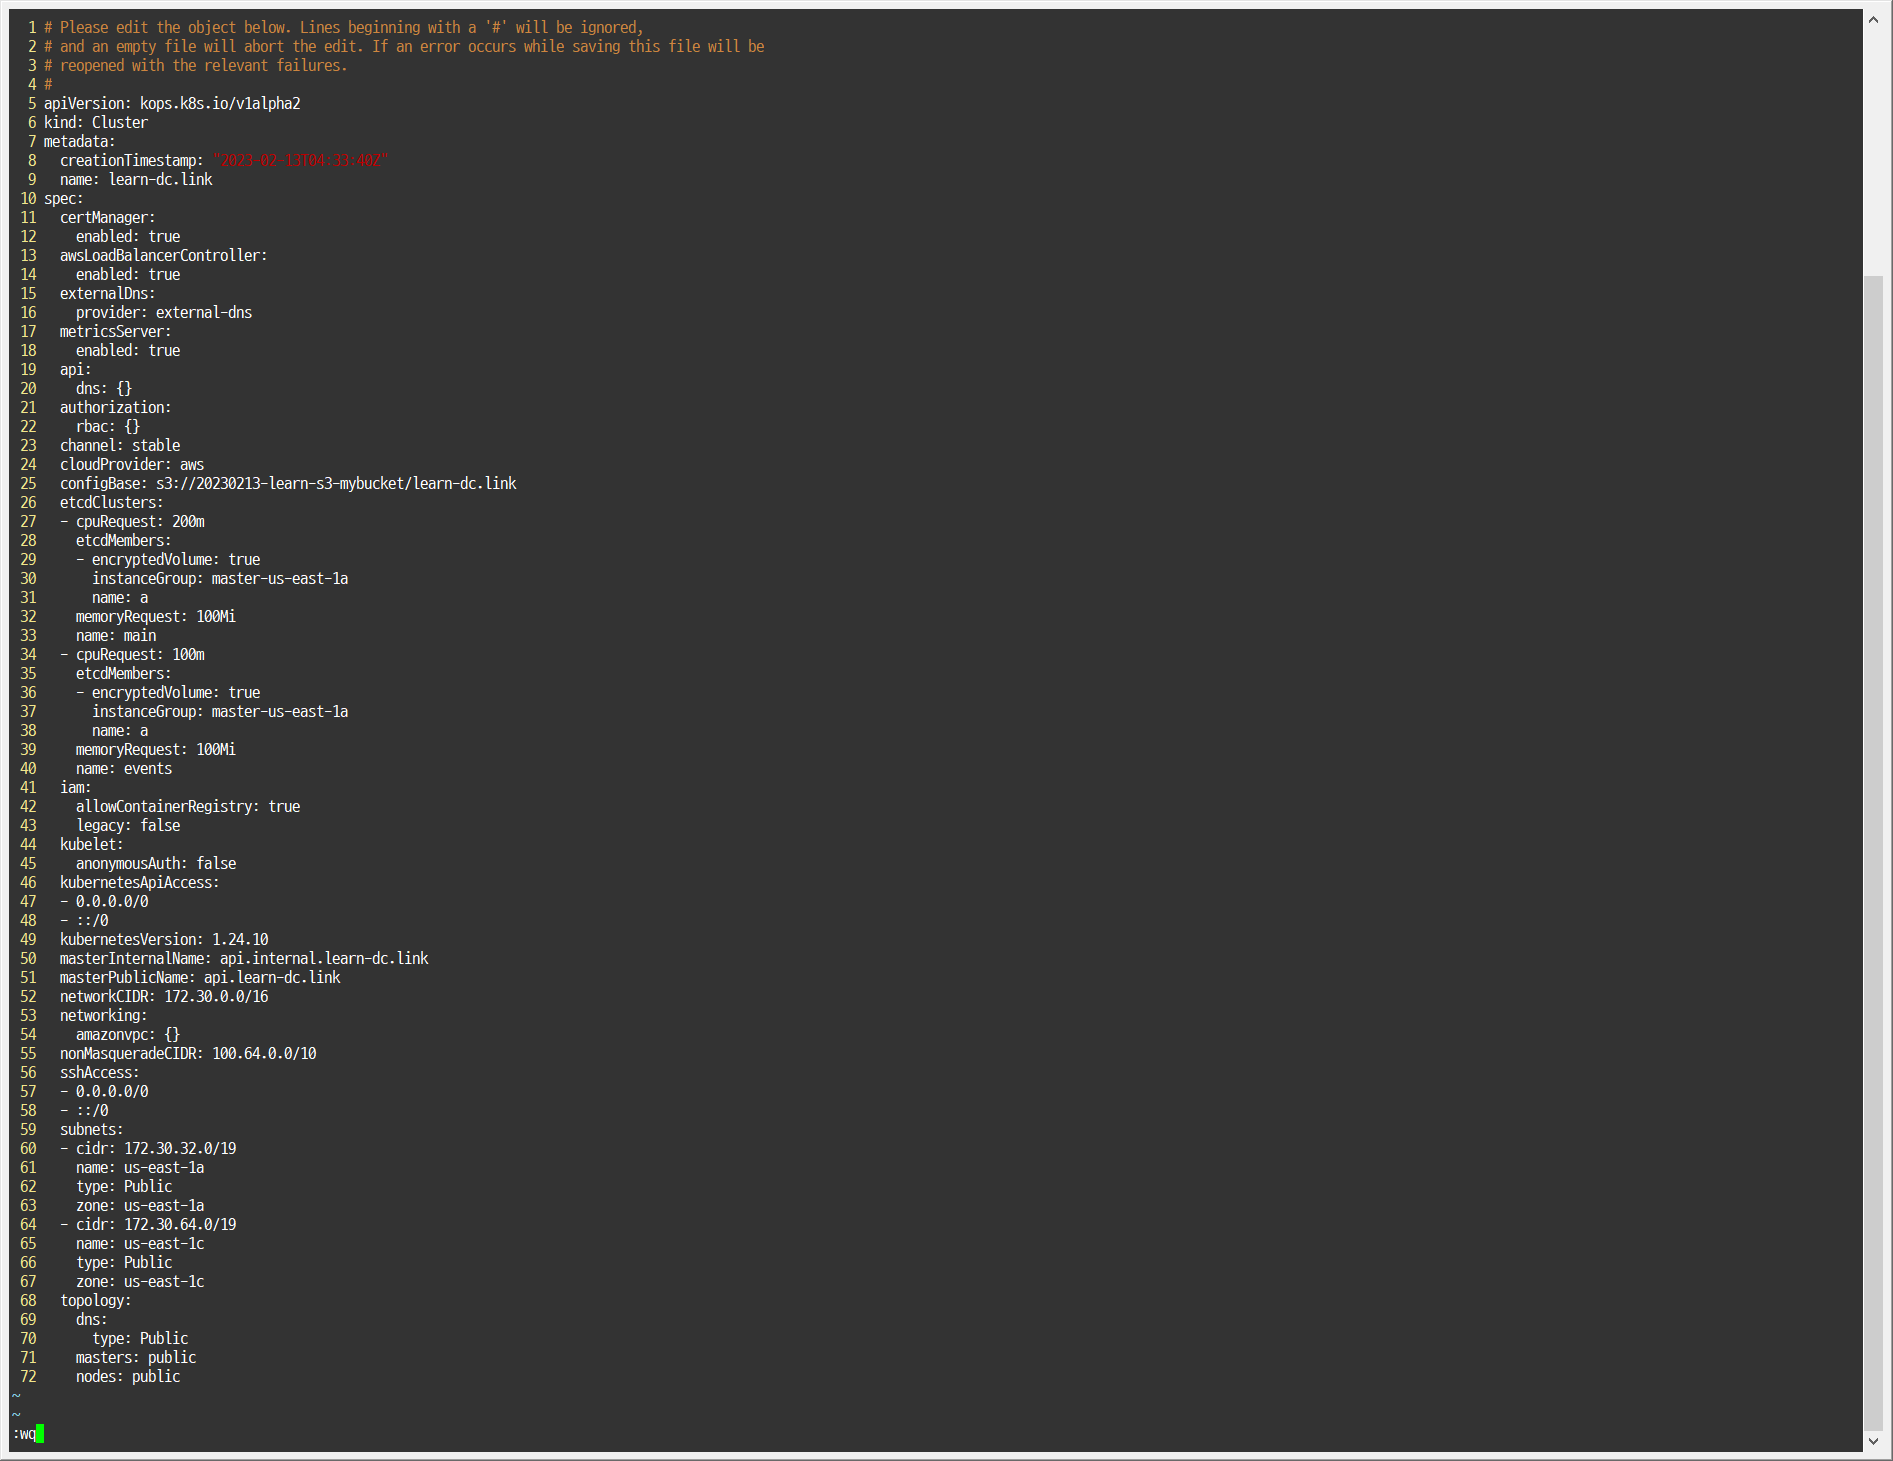 1 # Please edit the object below. Lines beginning with a '#' will be ignored,
2 # and an empty file will abort the edit. If an error occurs while saving this file will be
3 # reopened with the relevant failures.
4 #
5 apiVersion: kops.k8s.io/v1alpha2
6 kind: Cluster
7 metadata:
8   creationTimestamp: "2023-02-13T04:33:40Z"
9   name: learn-dc.link
10 spec:
11   certManager:
12     enabled: true
13   awsLoadBalancerController:
14     enabled: true
15   externalDns:
16     provider: external-dns
17   metricsServer:
18     enabled: true
19   api:
20     dns: {}
21   authorization:
22     rbac: {}
23   channel: stable
24   cloudProvider: aws
25   configBase: s3://20230213-learn-s3-mybucket/learn-dc.link
26   etcdClusters:
27   - cpuRequest: 200m
28     etcdMembers:
29     - encryptedVolume: true
30       instanceGroup: master-us-east-1a
31       name: a
32     memoryRequest: 100Mi
33     name: main
34   - cpuRequest: 100m
35     etcdMembers:
36     - encryptedVolume: true
37       instanceGroup: master-us-east-1a
38       name: a
39     memoryRequest: 100Mi
40     name: events
41   iam:
42     allowContainerRegistry: true
43     legacy: false
44   kubelet:
45     anonymousAuth: false
46   kubernetesApiAccess:
47   - 0.0.0.0/0
48   - ::/0
49   kubernetesVersion: 1.24.10
50   masterInternalName: api.internal.learn-dc.link
51   masterPublicName: api.learn-dc.link
52   networkCIDR: 172.30.0.0/16
53   networking:
54     amazonvpc: {}
55   nonMasqueradeCIDR: 100.64.0.0/10
56   sshAccess:
57   - 0.0.0.0/0
58   - ::/0
59   subnets:
60   - cidr: 172.30.32.0/19
61     name: us-east-1a
62     type: Public
63     zone: us-east-1a
64   - cidr: 172.30.64.0/19
65     name: us-east-1c
66     type: Public
67     zone: us-east-1c
68   topology:
69     dns:
70       type: Public
71     masters: public
72     nodes: public
~
~
:wq